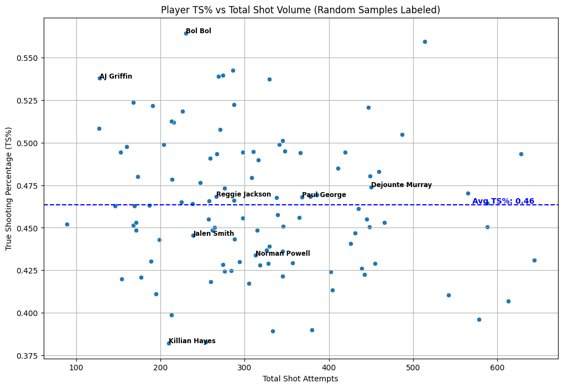 Player TS% vs Total Shot Volume (Random Samples Labeled)
True Shooting Percentage (TS%)
0.550
0.525
0.500
0.475
0.450
0.425
0.400
0.375
Bol Bol
AJ Griffin
Dejounte Murray
Reggie Jackson
Paul George
Avg TS%: 0.46
Jalen Smith
Norman Powell
Killian Hayes
100
200
300
400
500
600
Total Shot Attempts